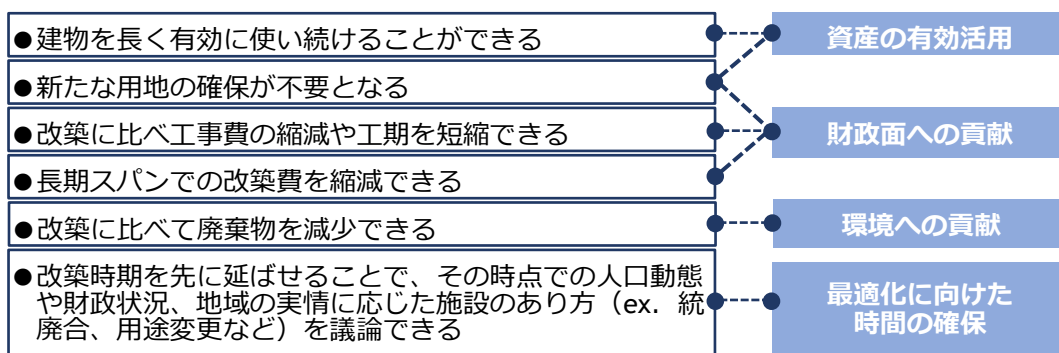 ●建物を長く有効に使い続けることができる
資産の有効活用
●新たな用地の確保が不要となる
●改築に比べ工事費の縮減や工期を短縮できる
財政面への貢献
●長期スパンでの改築費を縮減できる
●改築に比べて廃棄物を減少できる
環境への貢献
●改築時期を先に延ばせることで、その時点での人口動態
や財政状況、地域の実情に応じた施設のあり方（ex. 統
廃合、用途変更など）を議論できる
最適化に向けた
時間の確保